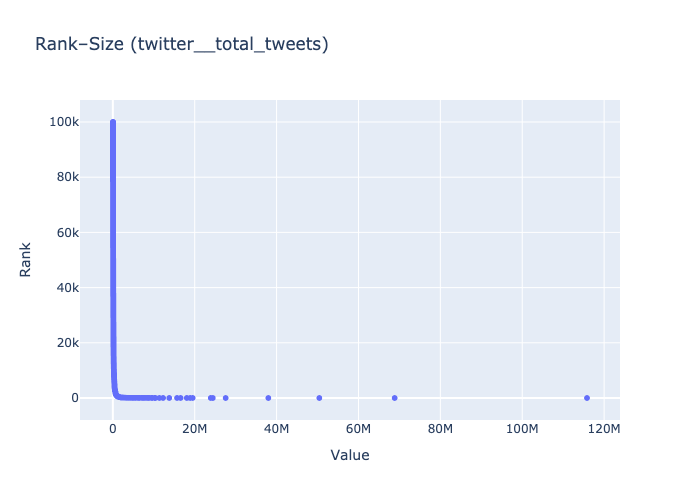 Rank−Size (twitter__total_tweets)
100k
80k
60k
40k
20k
0
Rank
0 20M 40M 60M 80M 100M 120M
Value